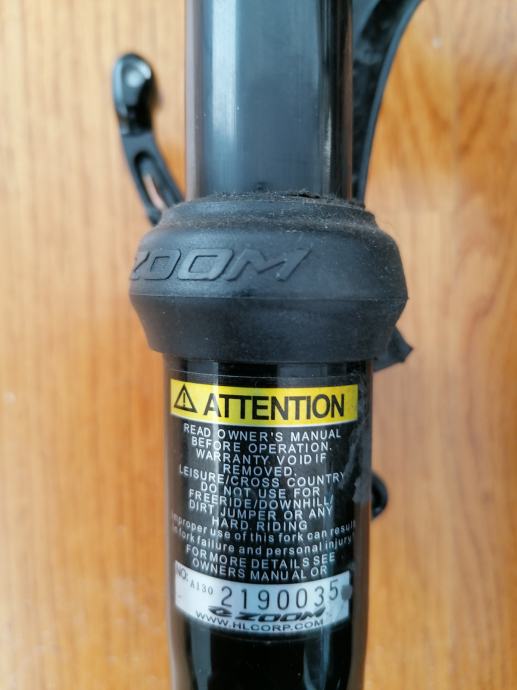 ZOOM
ATTENTION
READ OWNER'S MANUAL
BEFORE OPERATION.
WARRANTY VOID IF
REMOVED.
LEISURE/CROSS COUNTRY
DO NOT USE FOR
FREERIDE/DOWNHILL/
DIRT JUMPER OR ANY
HARD RIDING
Improper use of this fork can result
in fork failure and personal injury!
FOR MORE DETAILS SEE
OWNERS MANUAL OR
NO: A130 2190035
ZOOM
WWW.HLCORP.COM